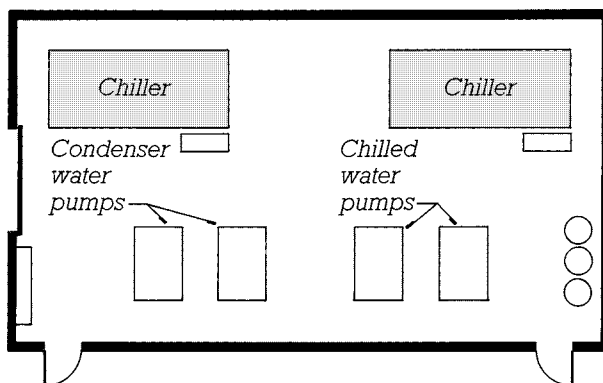 Chiller
Chiller
Condenser
water
pumps
Chilled
water
pumps